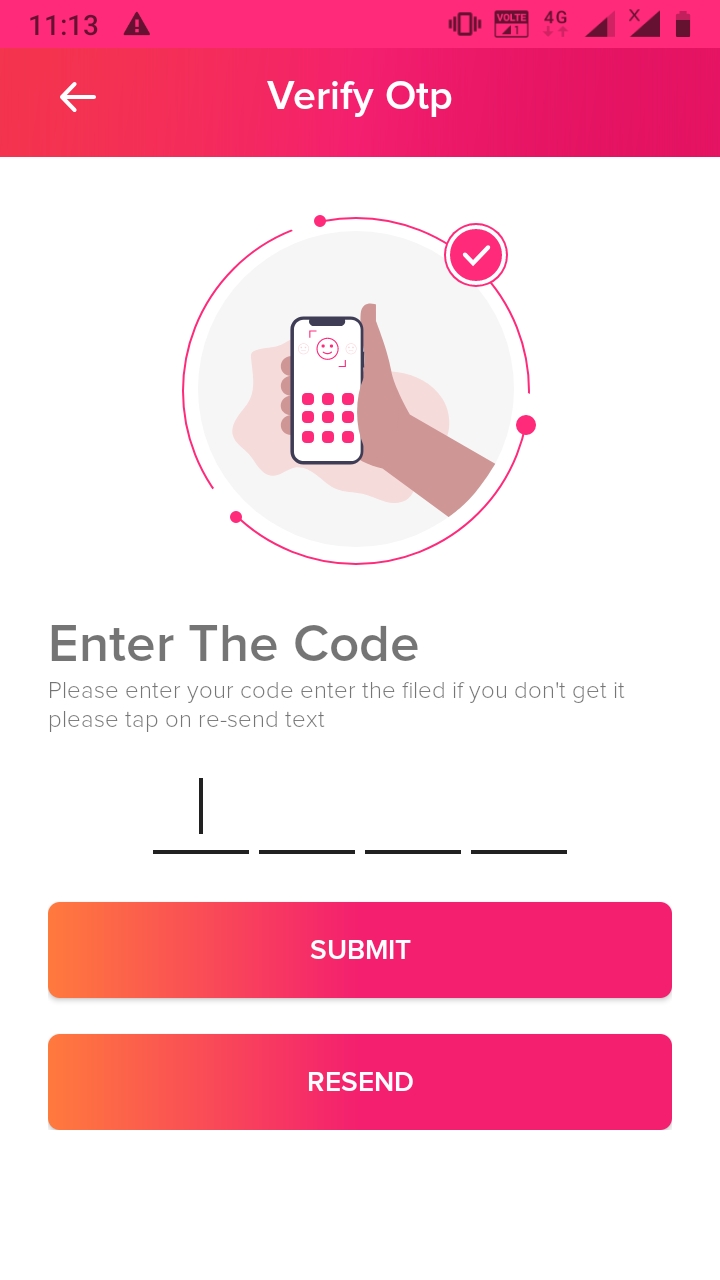 11:13
VOLTE 4G
1
Verify Otp
Enter The Code
Please enter your code enter the filed if you don't get it
please tap on re-send text
SUBMIT
RESEND